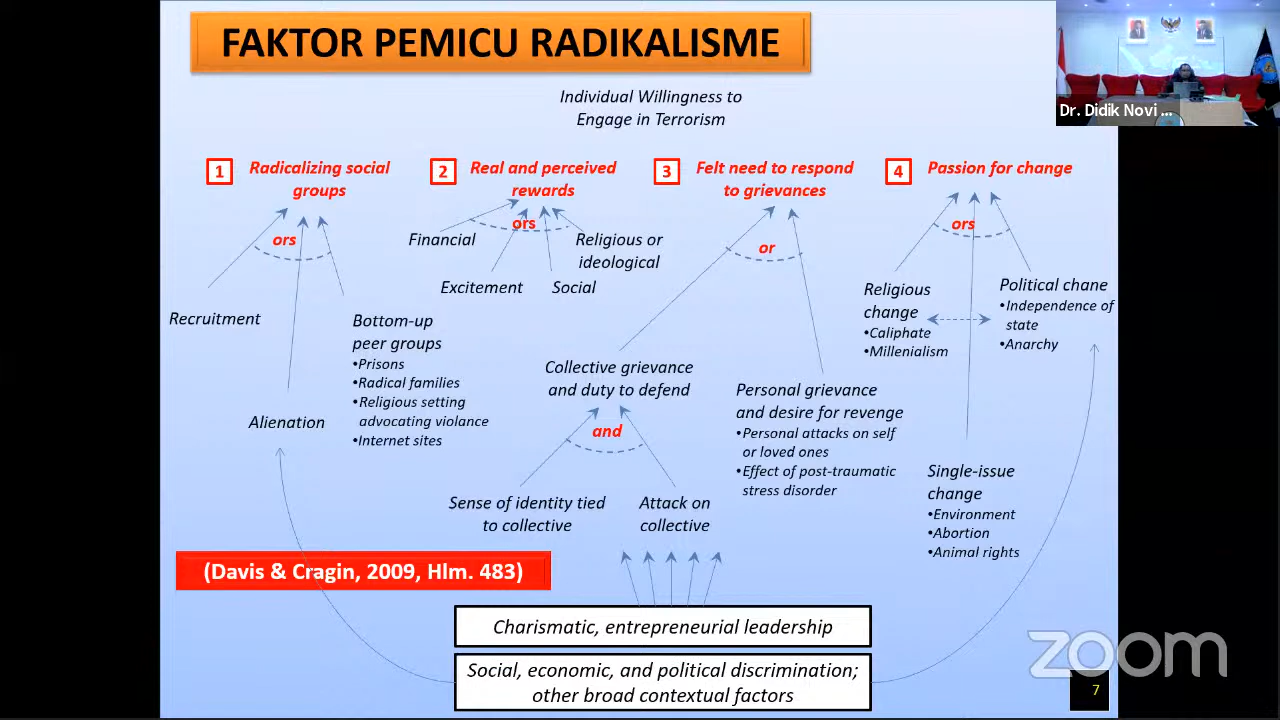 FAKTOR PEMICU RADIKALISME
Dr. Didik Novi ...
Individual Willingness to
Engage in Terrorism
1
Radicalizing social
groups
2
Real and perceived
rewards
3
Felt need to respond
to grievances
4
Passion for change
ors
Recruitment
Alienation
Bottom-up
peer groups
•Prisons
•Radical families
•Religious setting
advocating violance
•Internet sites
ors
Financial
Excitement
Social
Religious or
ideological
or
Collective grievance
and duty to defend
and
Sense of identity tied
to collective
Attack on
collective
Personal grievance
and desire for revenge
•Personal attacks on self
or loved ones
•Effect of post-traumatic
stress disorder
ors
Religious
change
•Caliphate
•Millenialism
Political chane
•Independence of
state
•Anarchy
Single-issue
change
•Environment
•Abortion
•Animal rights
(Davis & Cragin, 2009, Hlm. 483)
Charismatic, entrepreneurial leadership
Social, economic, and political discrimination;
other broad contextual factors
zoom
7